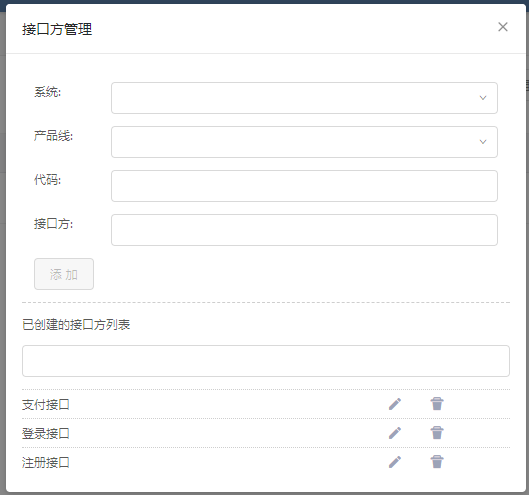 接口方管理
系统:
产品线:
代码:
接口方:
添 加
已创建的接口方列表
支付接口
登录接口
注册接口